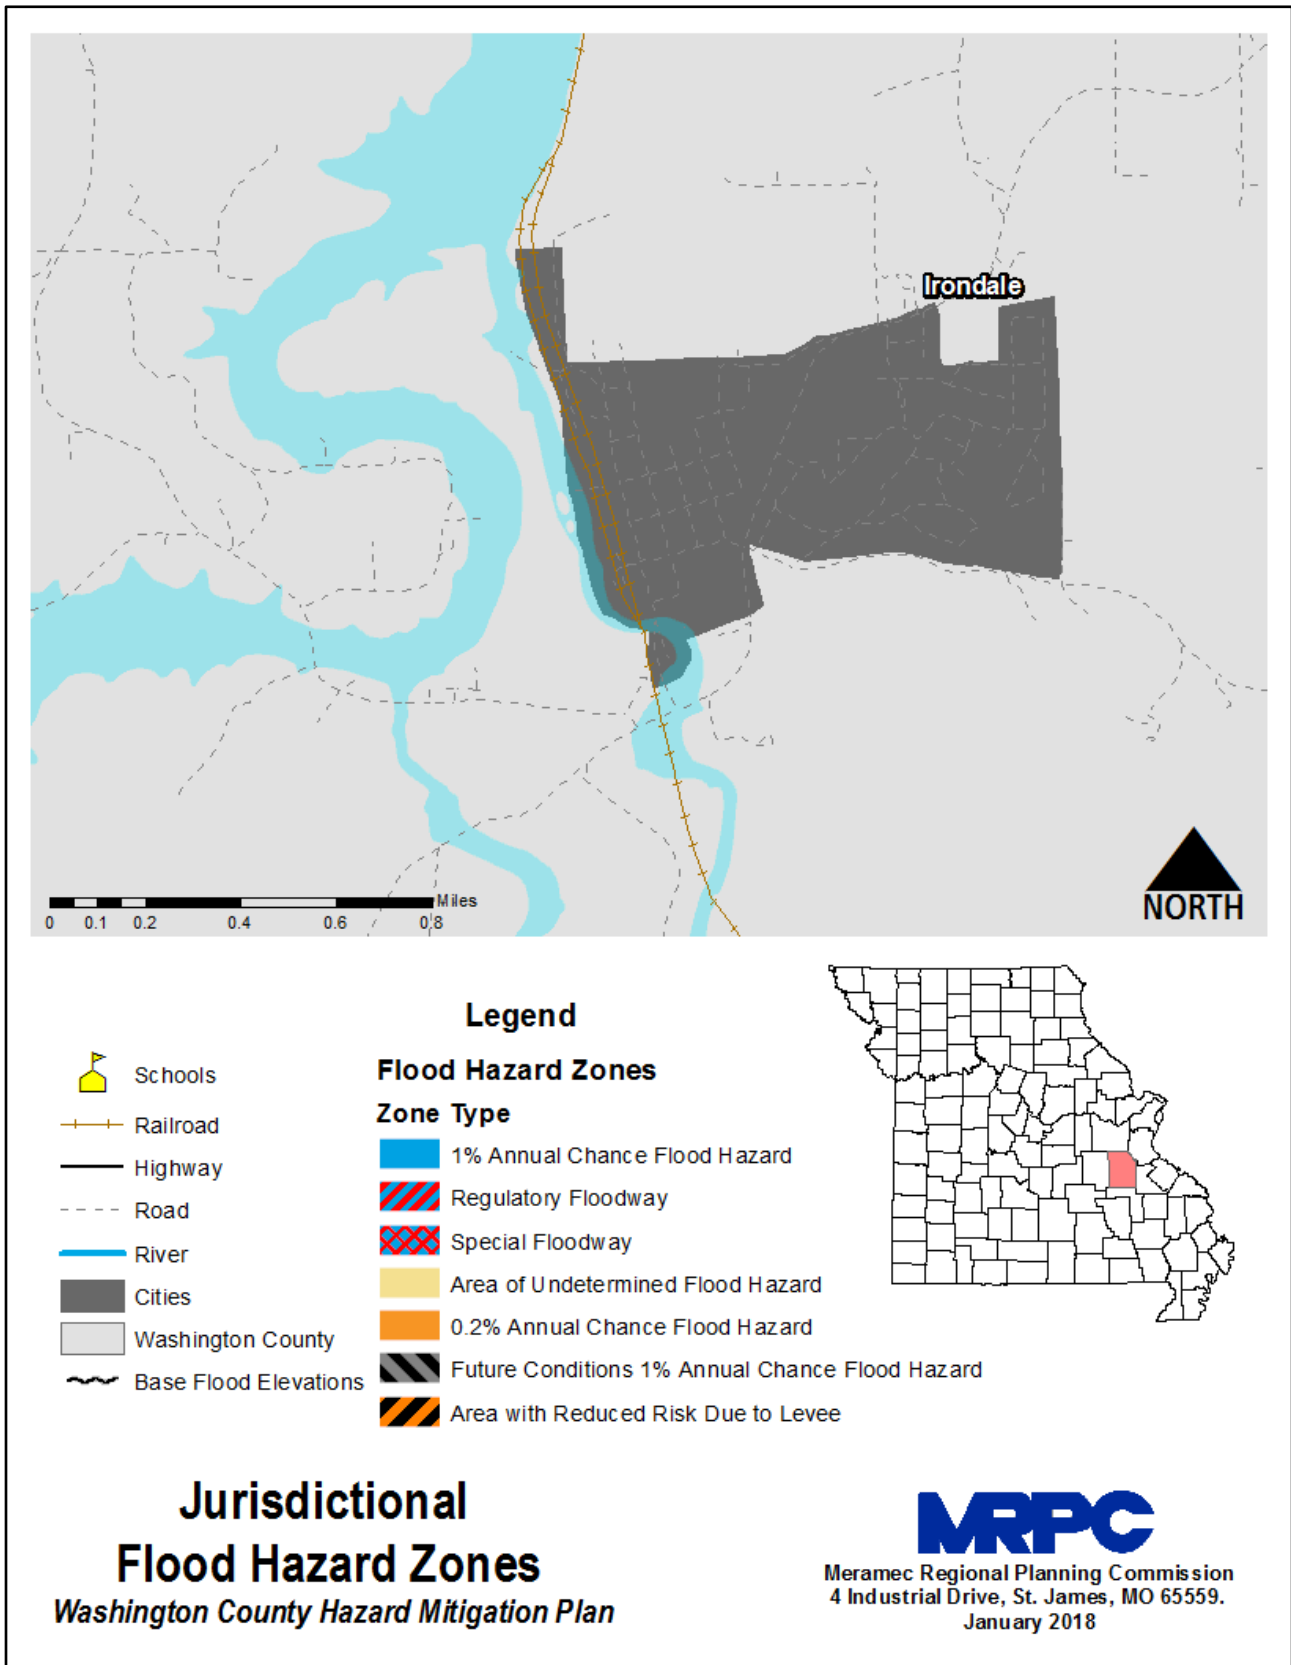 Irondale
Miles
0 0.1 0.2 0.4 0.6 0.8
NORTH
Legend
Schools
Railroad
Highway
Road
River
Cities
Washington County
Base Flood Elevations
Flood Hazard Zones
Zone Type
1% Annual Chance Flood Hazard
Regulatory Floodway
Special Floodway
Area of Undetermined Flood Hazard
0.2% Annual Chance Flood Hazard
Future Conditions 1% Annual Chance Flood Hazard
Area with Reduced Risk Due to Levee
Jurisdictional
Flood Hazard Zones
Washington County Hazard Mitigation Plan
MRPC
Meramec Regional Planning Commission
4 Industrial Drive, St. James, MO 65559.
January 2018